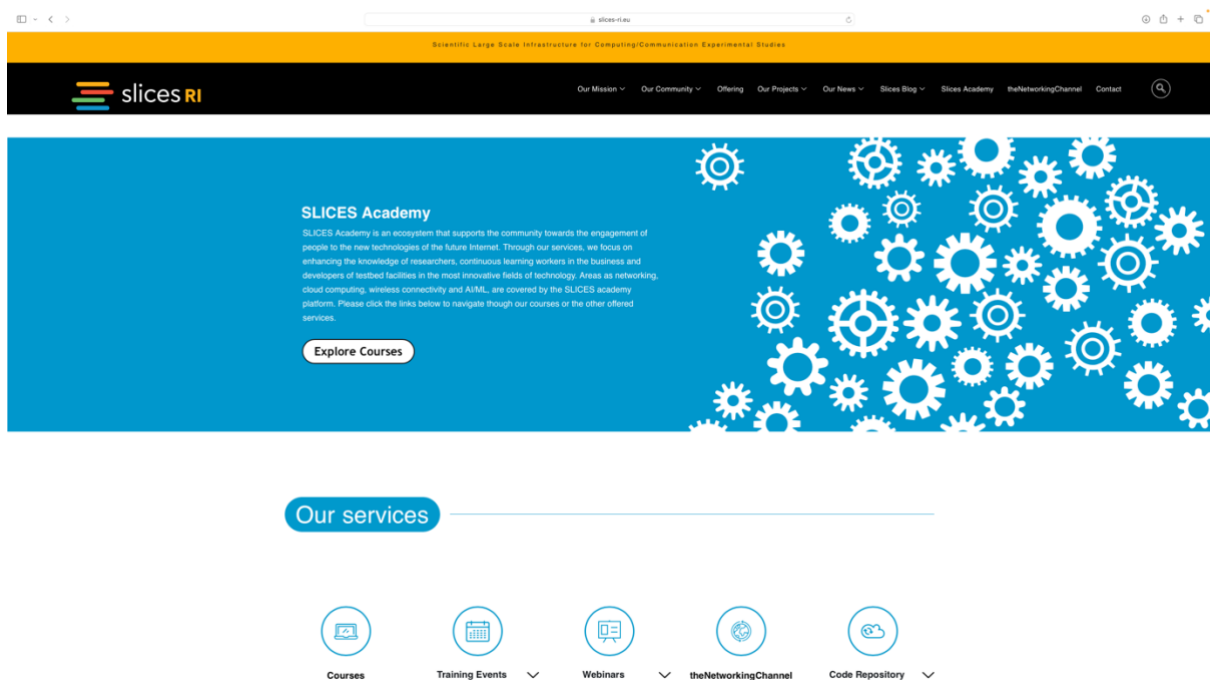 slices-ri.eu
Scientific Large Scale Infrastructure for Computing/Communication Experimental Studies
slices RI
Our Mission Our Community Offering Our Projects Our News Slices Blog Slices Academy theNetworkingChannel Contact
SLICES Academy
SLICES Academy is an ecosystem that supports the community towards the engagement of
people to the new technologies of the future Internet. Through our services, we focus on
enhancing the knowledge of researchers, continuous learning workers in the business and
developers of testbed facilities in the most innovative fields of technology. Areas as networking,
cloud computing, wireless connectivity and AI/ML, are covered by the SLICES academy
platform. Please click the links below to navigate though our courses or the other offered
services.
Explore Courses
Our services
Courses Training Events Webinars theNetworkingChannel Code Repository